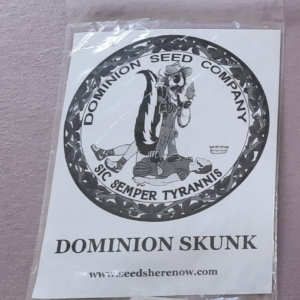 DOMINION SEED COMPANY
SIC SEMPER TYRANNIS
DOMINION SKUNK
www.seedsherenow.com